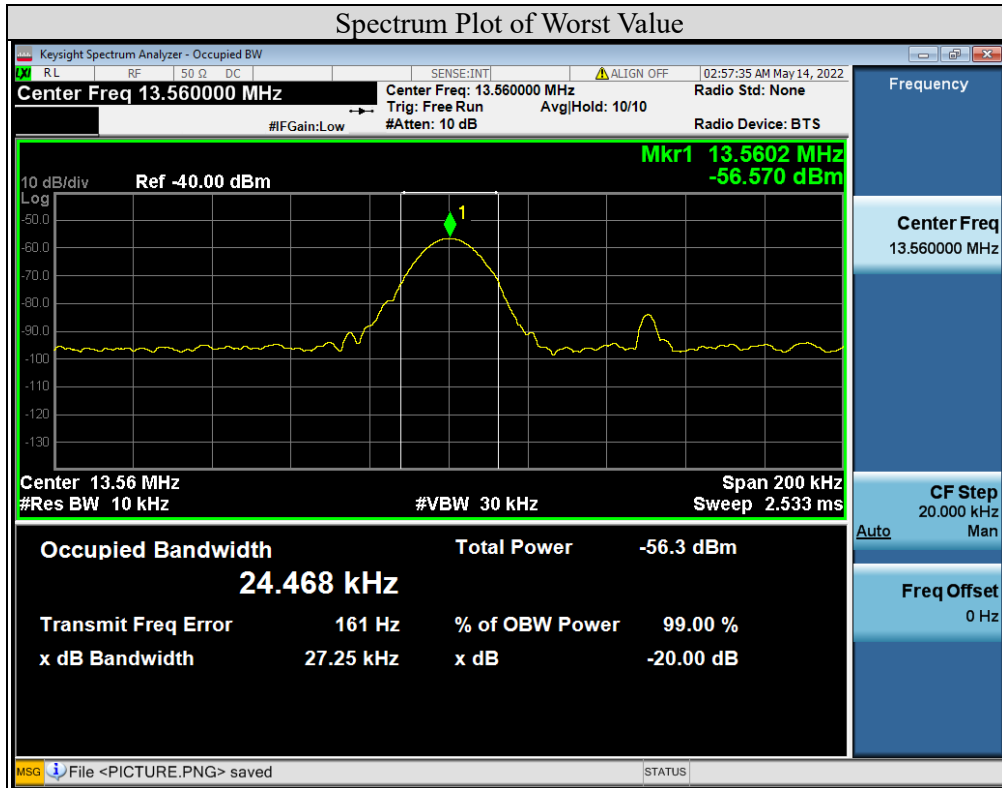 Spectrum Plot of Worst Value
Keysight Spectrum Analyzer - Occupied BW
LXI RL RF 50 Ω DC SENSE:INT ALIGN OFF 02:57:35 AM May 14, 2022
Center Freq 13.560000 MHz
Center Freq: 13.560000 MHz Radio Std: None
Trig: Free Run Avg|Hold: 10/10
#IFGain:Low #Atten: 10 dB Radio Device: BTS
Mkr1 13.5602 MHz
-56.570 dBm
10 dB/div Ref -40.00 dBm
Log
1
-50.0
-60.0
-70.0
-80.0
-90.0
-100
-110
-120
-130
Center 13.56 MHz Span 200 kHz
#Res BW 10 kHz #VBW 30 kHz Sweep 2.533 ms
Occupied Bandwidth Total Power -56.3 dBm
24.468 kHz
Transmit Freq Error 161 Hz % of OBW Power 99.00 %
x dB Bandwidth 27.25 kHz x dB -20.00 dB
MSG File <PICTURE.PNG> saved STATUS
Frequency
Center Freq
13.560000 MHz
CF Step
20.000 kHz
Auto Man
Freq Offset
0 Hz